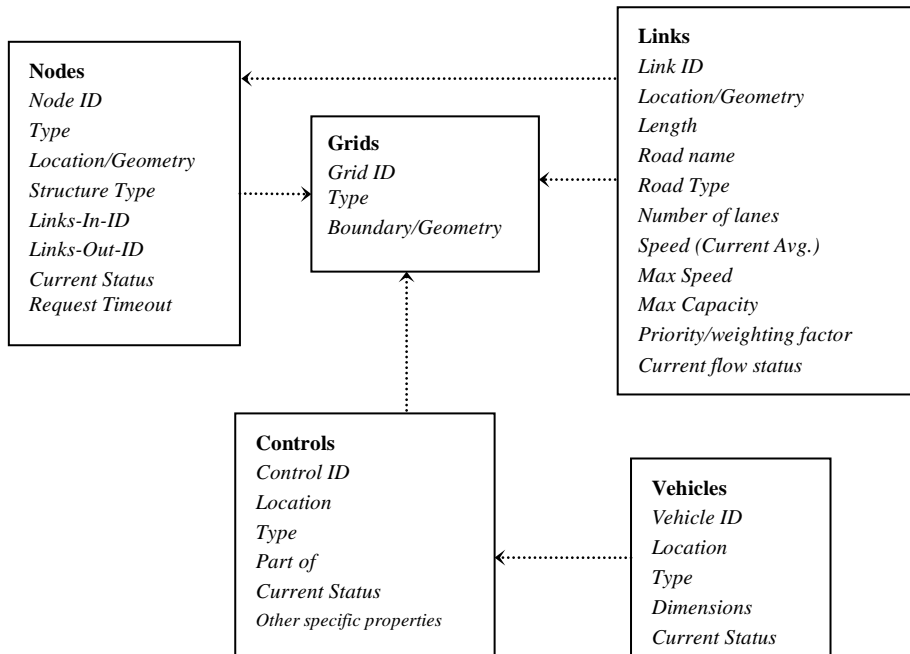 Nodes
Node ID
Type
Location/Geometry
Structure Type
Links-In-ID
Links-Out-ID
Current Status
Request Timeout
Grids
Grid ID
Type
Boundary/Geometry
Links
Link ID
Location/Geometry
Length
Road name
Road Type
Number of lanes
Speed (Current Avg.)
Max Speed
Max Capacity
Priority/weighting factor
Current flow status
Controls
Control ID
Location
Type
Part of
Current Status
Other specific properties
Vehicles
Vehicle ID
Location
Type
Dimensions
Current Status